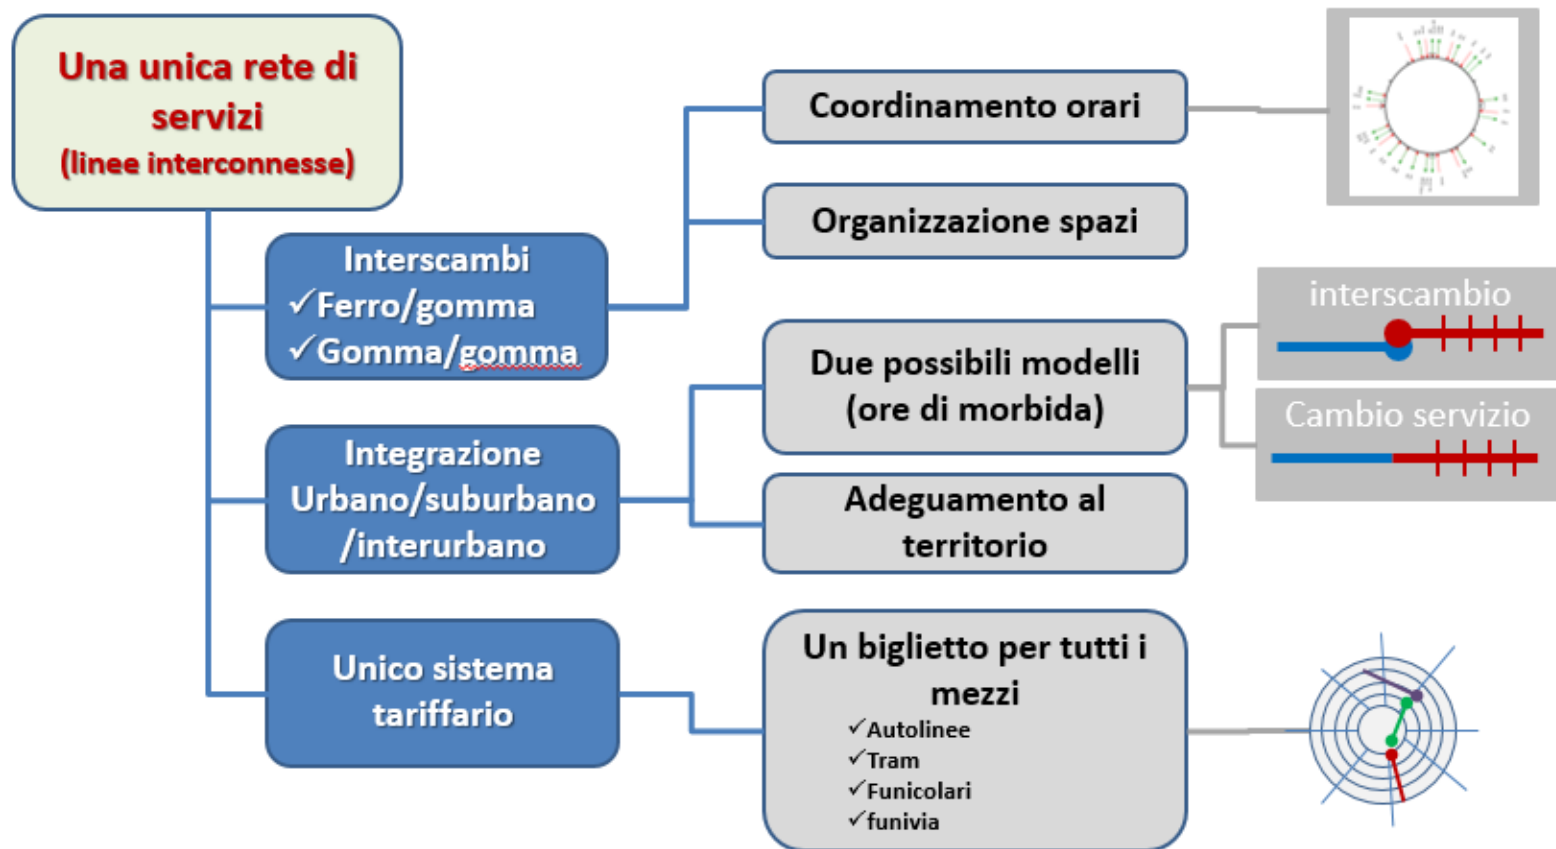 Una unica rete di
servizi
(linee interconnesse)
Interscambi
✓Ferro/gomma
✓Gomma/gomma
Coordinamento orari
Organizzazione spazi
Integrazione
Urbano/suburbano
/interurbano
Due possibili modelli
(ore di morbida)
interscambio
Cambio servizio
Adeguamento al
territorio
Unico sistema
tariffario
Un biglietto per tutti i
mezzi
✓Autolinee
✓Tram
✓Funicolari
✓funivia